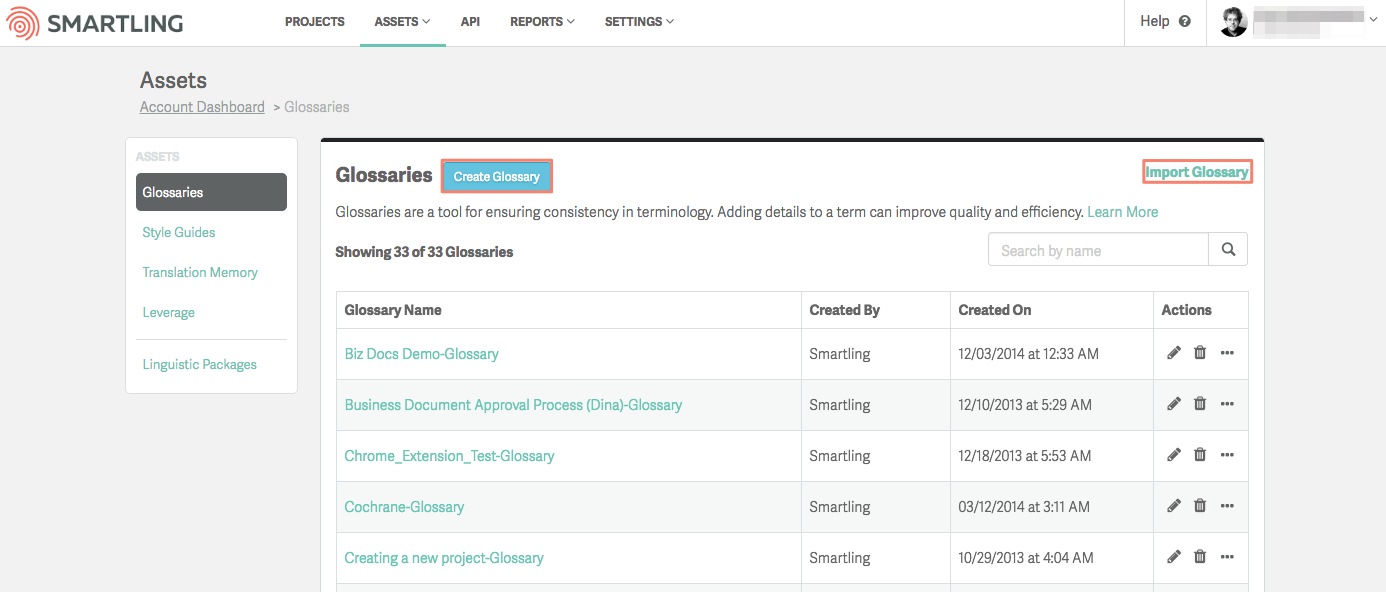 SMARTLING PROJECTS ASSETS API REPORTS SETTINGS Help ?
Assets
Account Dashboard > Glossaries
ASSETS
Glossaries
Style Guides
Translation Memory
Leverage
Linguistic Packages
Glossaries Create Glossary Import Glossary
Glossaries are a tool for ensuring consistency in terminology. Adding details to a term can improve quality and efficiency. Learn More
Showing 33 of 33 Glossaries Search by name
Glossary Name Created By Created On Actions
Biz Docs Demo-Glossary Smartling 12/03/2014 at 12:33 AM
Business Document Approval Process (Dina)-Glossary Smartling 12/10/2013 at 5:29 AM
Chrome_Extension_Test-Glossary Smartling 12/18/2013 at 5:53 AM
Cochrane-Glossary Smartling 03/12/2014 at 3:11 AM
Creating a new project-Glossary Smartling 10/29/2013 at 4:04 AM